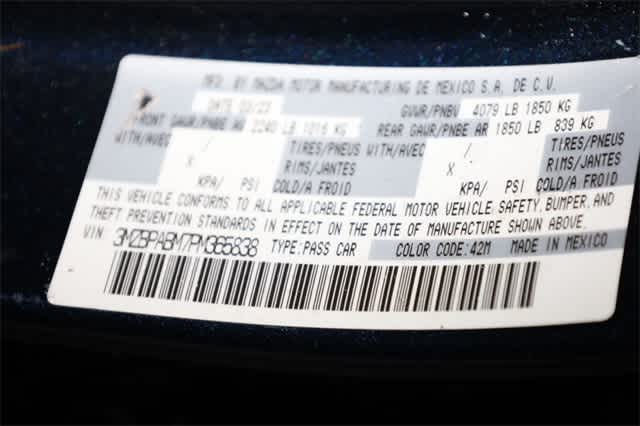 MFD. BY MAZDA MOTOR MANUFACTURING DE MEXICO S.A. DE C.V.
DATE 03/23 GVWR/PNBV 4079 LB 1850 KG
FRONT GAWR/PNBE AV 2240 LB 1016 KG REAR GAWR/PNBE AR 1850 LB 839 KG
WITH/AVEC / TIRES/PNEUS WITH/AVEC / TIRES/PNEUS
X RIMS/JANTES X RIMS/JANTES
KPA/ PSI COLD/A FROID KPA/ PSI COLD/A FROID
THIS VEHICLE CONFORMS TO ALL APPLICABLE FEDERAL MOTOR VEHICLE SAFETY, BUMPER, AND
THEFT PREVENTION STANDARDS IN EFFECT ON THE DATE OF MANUFACTURE SHOWN ABOVE.
VIN 3MZBPABM7PM365838 TYPE:PASS CAR COLOR CODE:42M MADE IN MEXICO